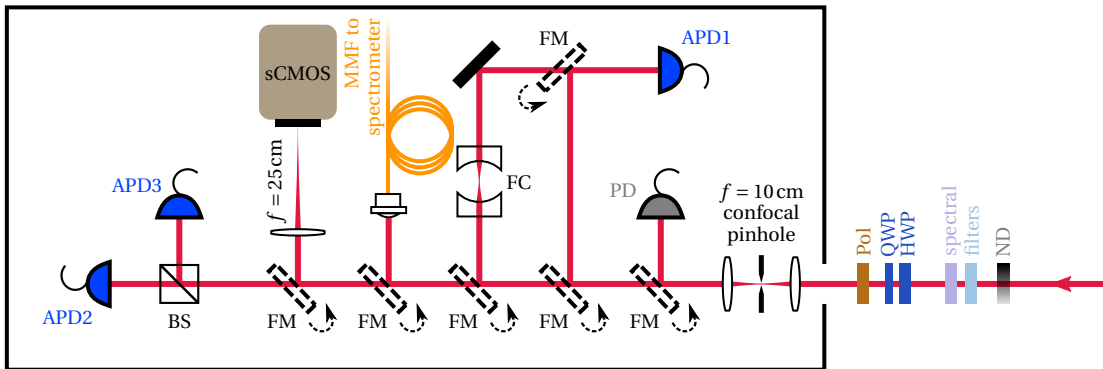 FM
APD1
sCMOS
MMF to
spectrometer
f = 25 cm
FC
APD3
PD
f = 10 cm
confocal
pinhole
Pol
QWP
HWP
spectral
filters
ND
APD2
BS
FM
FM
FM
FM
FM